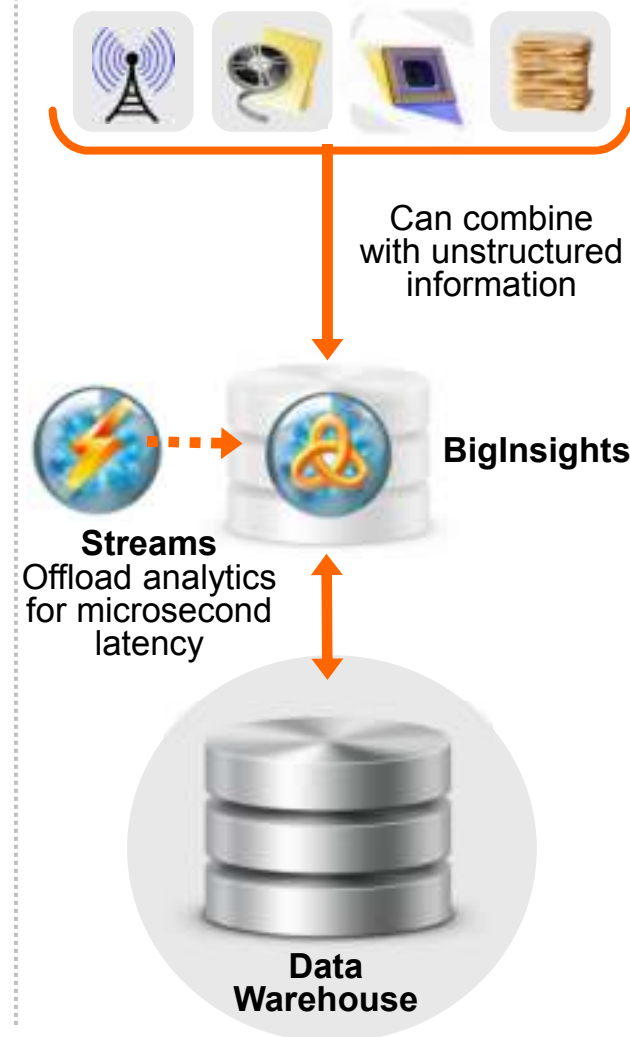 Can combine
with unstructured
information
BigInsights
Streams
Offload analytics
for microsecond
latency
Data
Warehouse